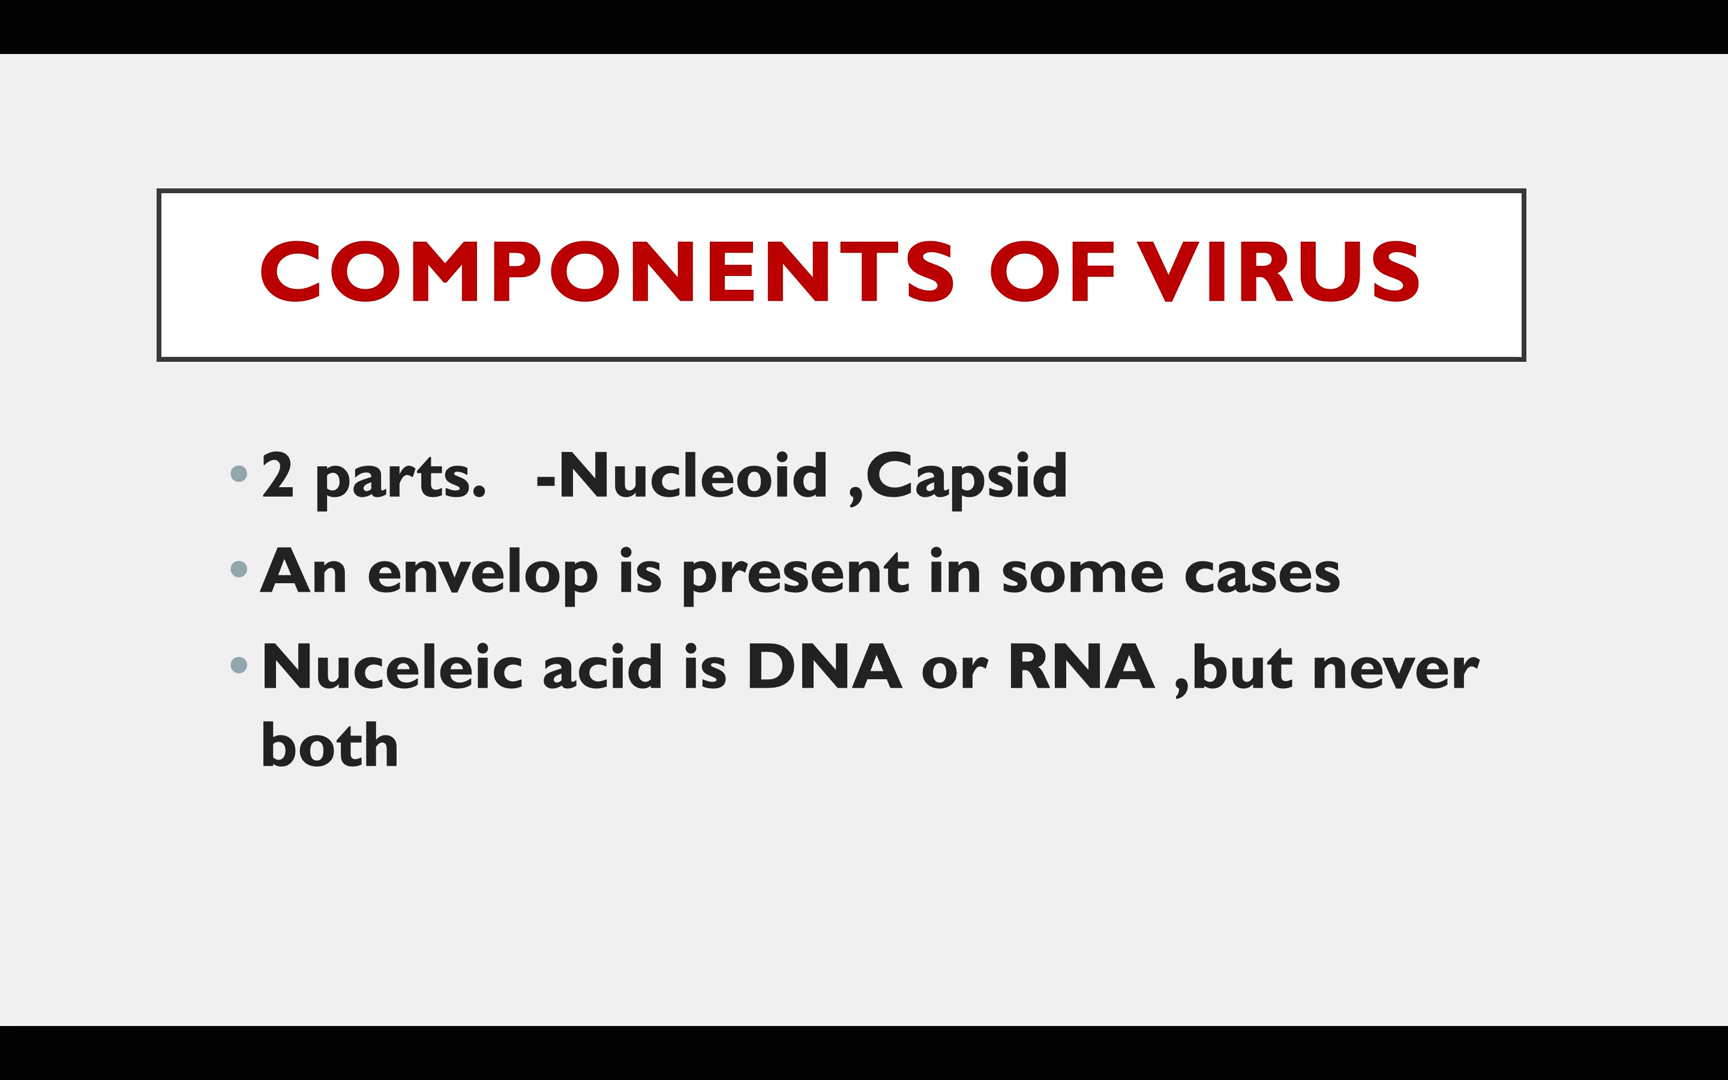 COMPONENTS OF VIRUS
• 2 parts.   -Nucleoid ,Capsid
• An envelop is present in some cases
• Nuceleic acid is DNA or RNA ,but never
both